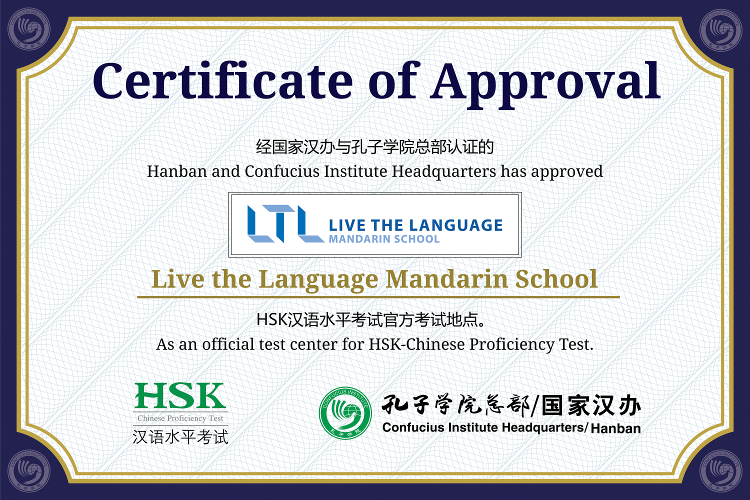 Certificate of Approval
经国家汉办与孔子学院总部认证的
Hanban and Confucius Institute Headquarters has approved
LTL LIVE THE LANGUAGE
MANDARIN SCHOOL
Live the Language Mandarin School
HSK汉语水平考试官方考试地点。
As an official test center for HSK-Chinese Proficiency Test.
HSK
Chinese Proficiency Test
汉语水平考试
孔子学院总部/国家汉办
Confucius Institute Headquarters/Hanban